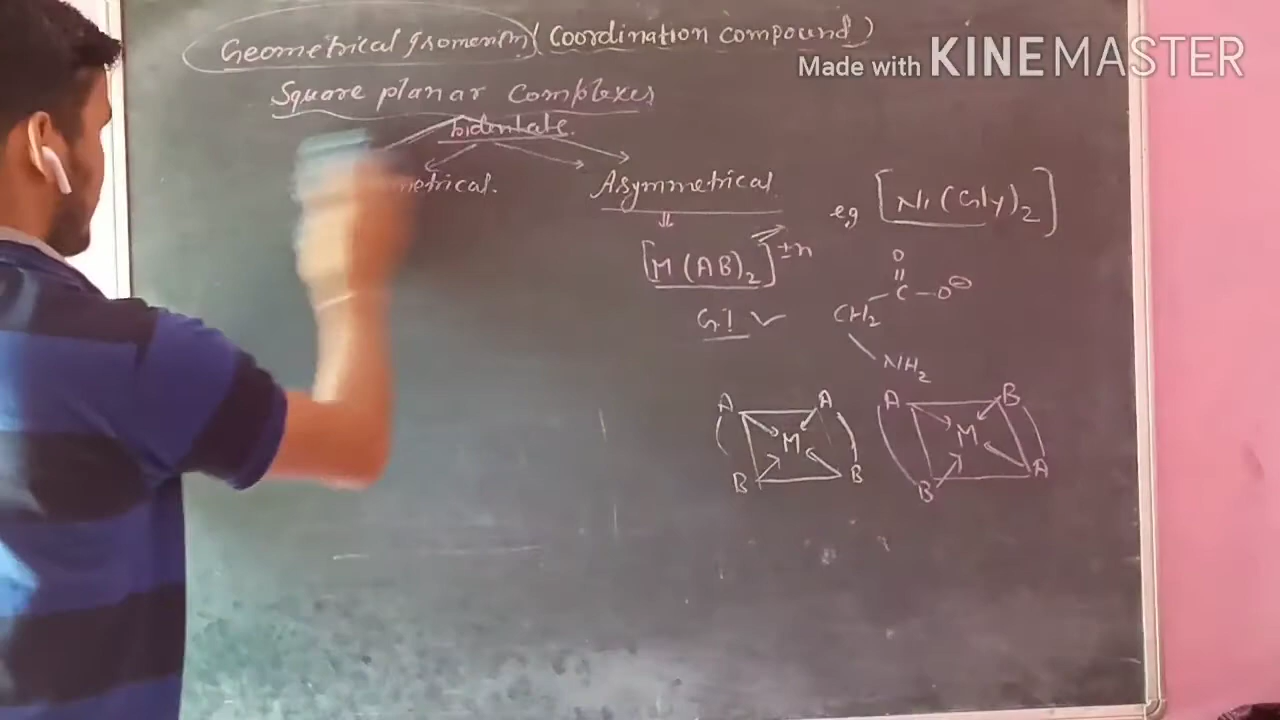 Geometrical Isomerism (Coordination compound)
Made with KINEMASTER
Square planar complexes
bidentate.
metrical.
Asymmetrical
eg [Ni(Gly)2]
[M(AB)2]±n
G.I ✓
O
CH2 C O⊖
NH2
A A
M
B B
A B
M
B A